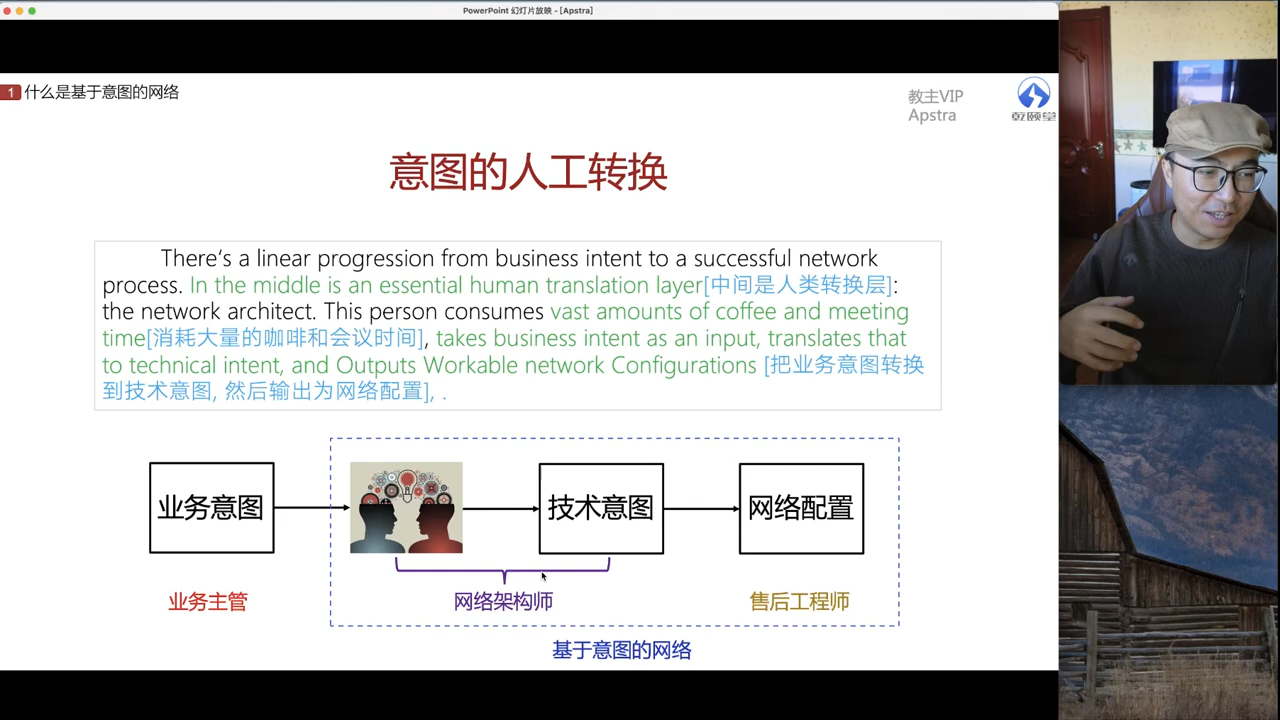 PowerPoint 幻灯片放映 - [Apstra]
1 什么是基于意图的网络
教主VIP
Apstra
乾颐堂
意图的人工转换
There's a linear progression from business intent to a successful network
process. In the middle is an essential human translation layer[中间是人类转换层]:
the network architect. This person consumes vast amounts of coffee and meeting
time[消耗大量的咖啡和会议时间], takes business intent as an input, translates that
to technical intent, and Outputs Workable network Configurations [把业务意图转换
到技术意图, 然后输出为网络配置], .
业务意图
技术意图
网络配置
业务主管
网络架构师
售后工程师
基于意图的网络